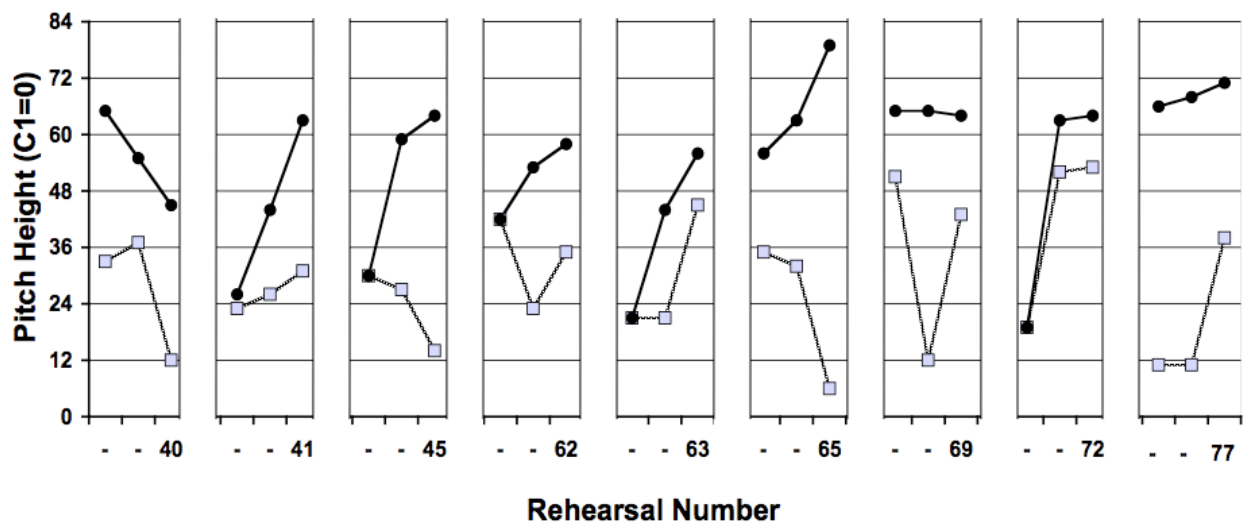 Pitch Height (C1=0)
84
72
60
48
36
24
12
0
- - 40 - - 41 - - 45 - - 62 - - 63 - - 65 - - 69 - - 72 - - 77
Rehearsal Number